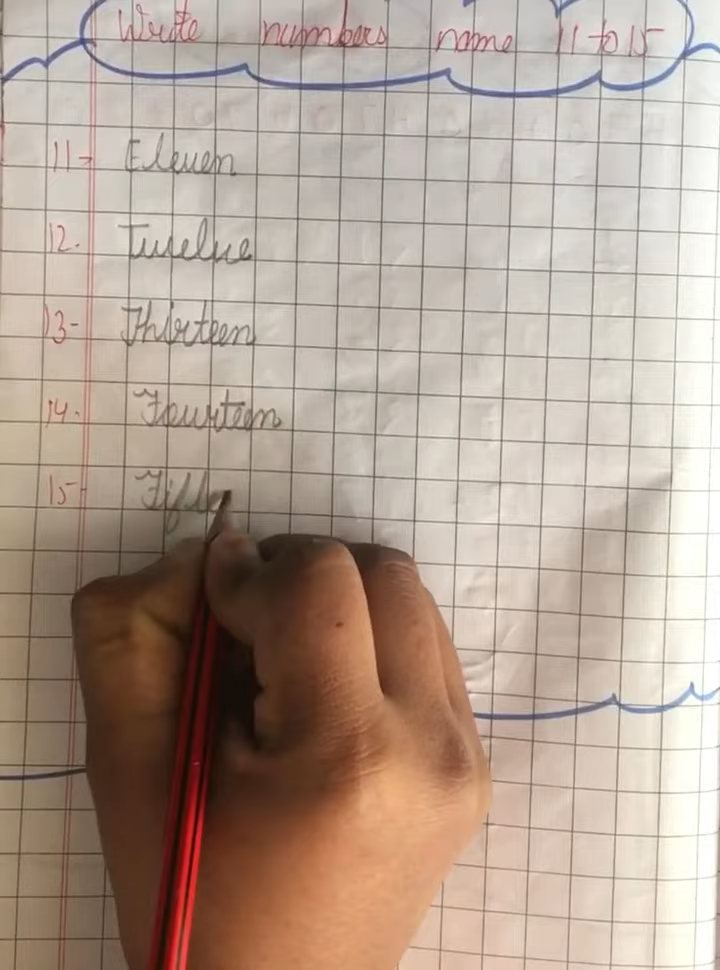 Write numbers name 11 to 15
11- Eleven
12. Twelve
13- Thirteen
14. Fourteen
15-